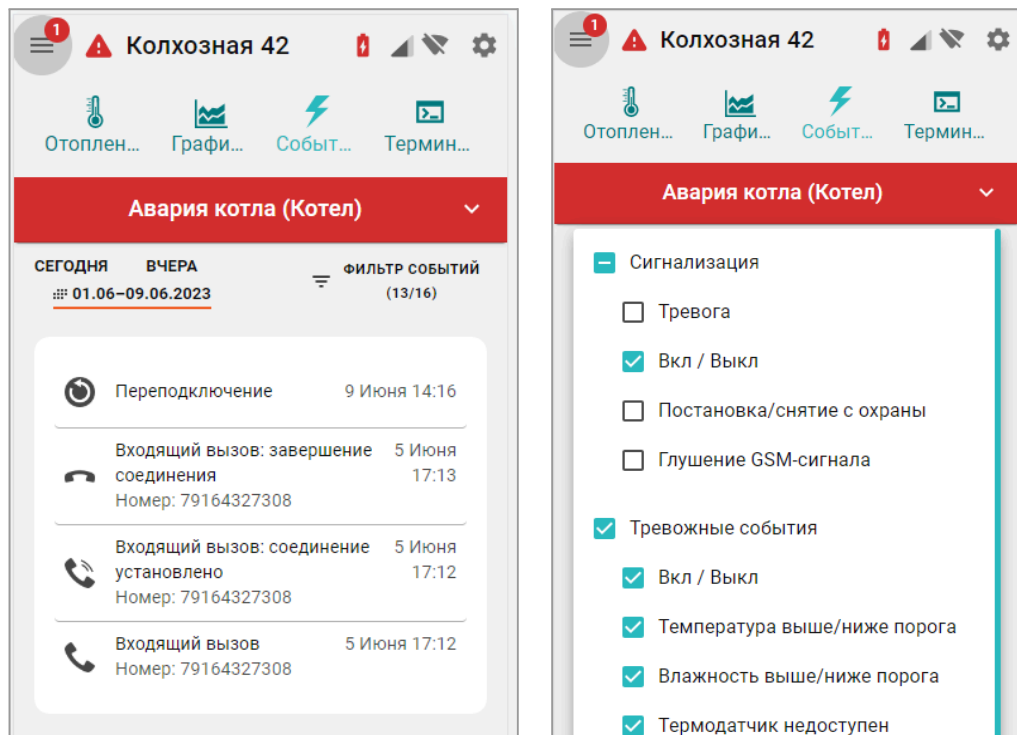 1
Колхозная 42
Отоплен...
Графи...
Событ...
Термин...
Авария котла (Котел)
СЕГОДНЯ
ВЧЕРА
01.06–09.06.2023
ФИЛЬТР СОБЫТИЙ
(13/16)
Переподключение
9 Июня 14:16
Входящий вызов: завершение
соединения
Номер: 79164327308
5 Июня
17:13
Входящий вызов: соединение
установлено
Номер: 79164327308
5 Июня
17:12
Входящий вызов
Номер: 79164327308
5 Июня 17:12
1
Колхозная 42
Отоплен...
Графи...
Событ...
Термин...
Авария котла (Котел)
Сигнализация
Тревога
Вкл / Выкл
Постановка/снятие с охраны
Глушение GSM-сигнала
Тревожные события
Вкл / Выкл
Температура выше/ниже порога
Влажность выше/ниже порога
Термодатчик недоступен